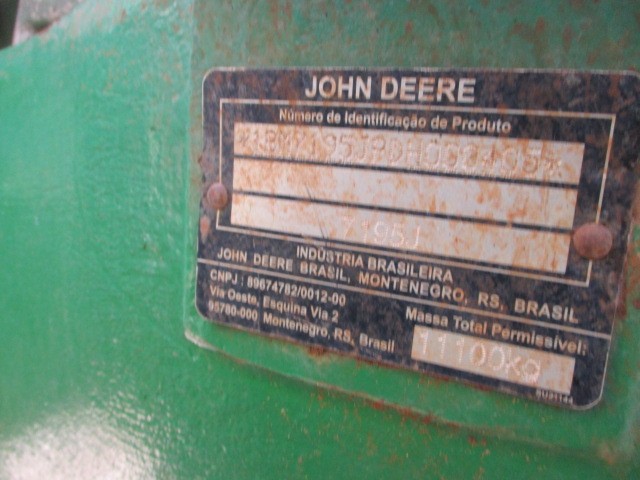 JOHN DEERE
Número de Identificação de Produto
7195J
INDÚSTRIA BRASILEIRA
JOHN DEERE BRASIL, MONTENEGRO, RS, BRASIL
CNPJ : 89674782/0012-00
Via Oeste, Esquina Via 2
95780-000 Montenegro, RS, Brasil
Massa Total Permissível:
11100KG